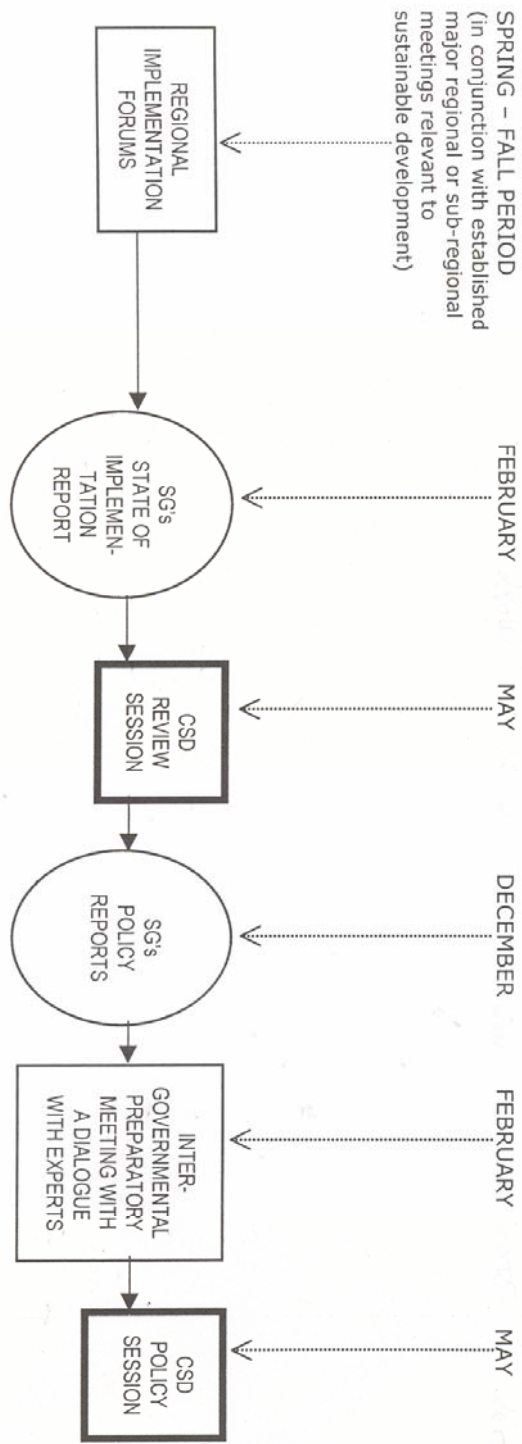 SPRING – FALL PERIOD
(in conjunction with established
major regional or sub-regional
meetings relevant to
sustainable development)
FEBRUARY
MAY
DECEMBER
FEBRUARY
MAY
REGIONAL
IMPLEMENTATION
FORUMS
SG's
STATE OF
IMPLEMEN-
TATION
REPORT
CSD
REVIEW
SESSION
SG's
POLICY
REPORTS
INTER-
GOVERNMENTAL
PREPARATORY
MEETING WITH
A DIALOGUE
WITH EXPERTS
CSD
POLICY
SESSION